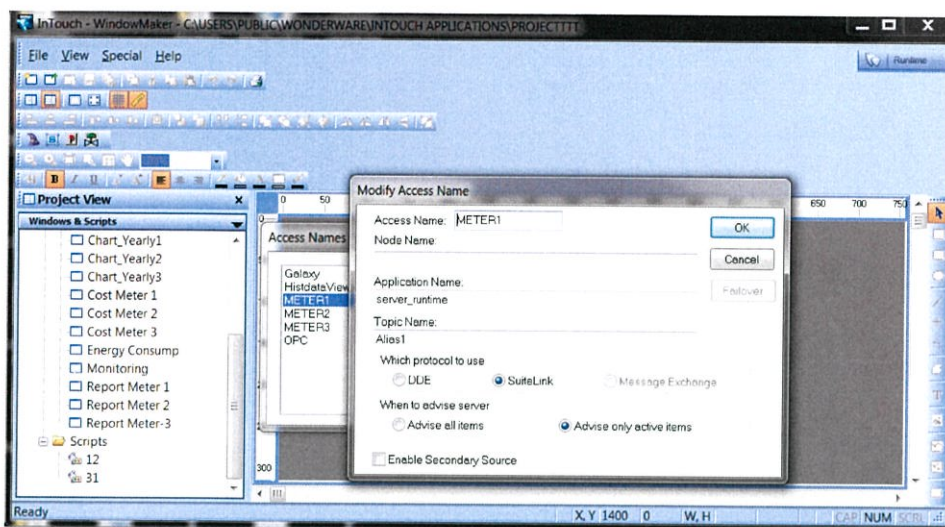 InTouch - WindowMaker - C:\USERS\PUBLIC\WONDERWARE\INTOUCH APPLICATIONS\PROJECTTTT
File View Special Help
Runtime
Project View
Windows & Scripts
Chart_Yearly1
Chart_Yearly2
Chart_Yearly3
Cost Meter 1
Cost Meter 2
Cost Meter 3
Energy Consump
Monitoring
Report Meter 1
Report Meter 2
Report Meter-3
Scripts
12
31
0 50
650 700 750
300
Access Names
Galaxy
HistdataView
METER1
METER2
METER3
OPC
Modify Access Name
Access Name: METER1
OK
Node Name:
Cancel
Application Name:
Failover
server_runtime
Topic Name:
Alias1
Which protocol to use
DDE SuiteLink Message Exchange
When to advise server
Advise all items Advise only active items
Enable Secondary Source
Ready
X, Y 1400 0 W, H
CAP NUM SCRL